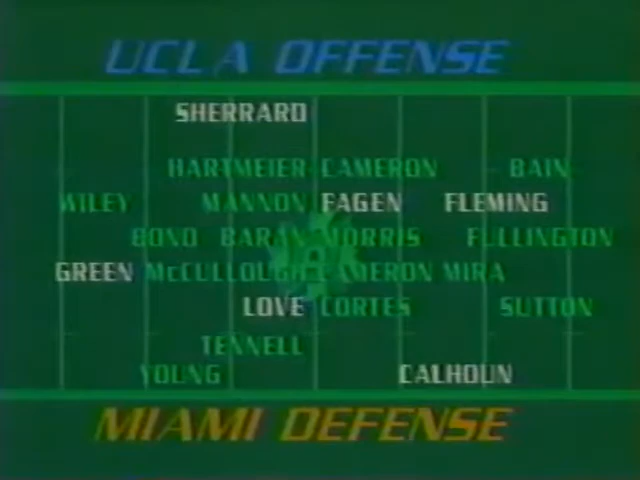 UCLA OFFENSE
SHERRARD
HARTMEIER CAMERON BAIN
WILEY MANNON FAGEN FLEMING
BOND BARAN MORRIS FULLINGTON
GREEN McCULLOUGH CAMERON MIRA
LOVE CORTES SUTTON
TENNELL
YOUNG CALHOUN
MIAMI DEFENSE